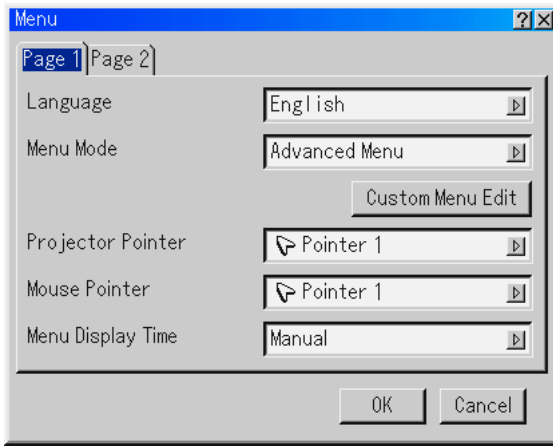 Menu ? X
Page 1 Page 2
Language English
Menu Mode Advanced Menu
Custom Menu Edit
Projector Pointer Pointer 1
Mouse Pointer Pointer 1
Menu Display Time Manual
OK Cancel